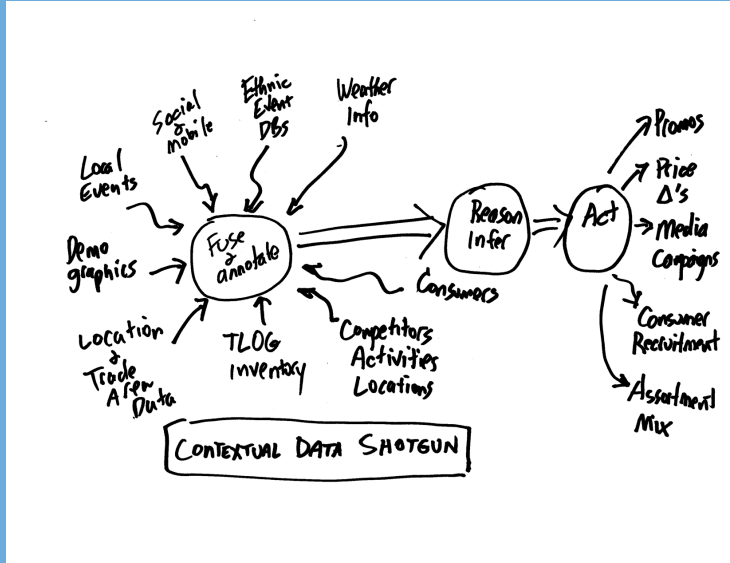 Social
&
mobile
Ethnic
Event
DBs
Weather
Info
Local
Events
Demo
graphics
Location
&
Trade
Area
Data
TLOG
inventory
Competitors
Activities
Locations
Consumers
Fuse
&
annotate
Reason
Infer
Act
Promos
Price
Δ's
Media
Campaigns
Consumer
Recruitment
Assortment
Mix
CONTEXTUAL DATA SHOTGUN